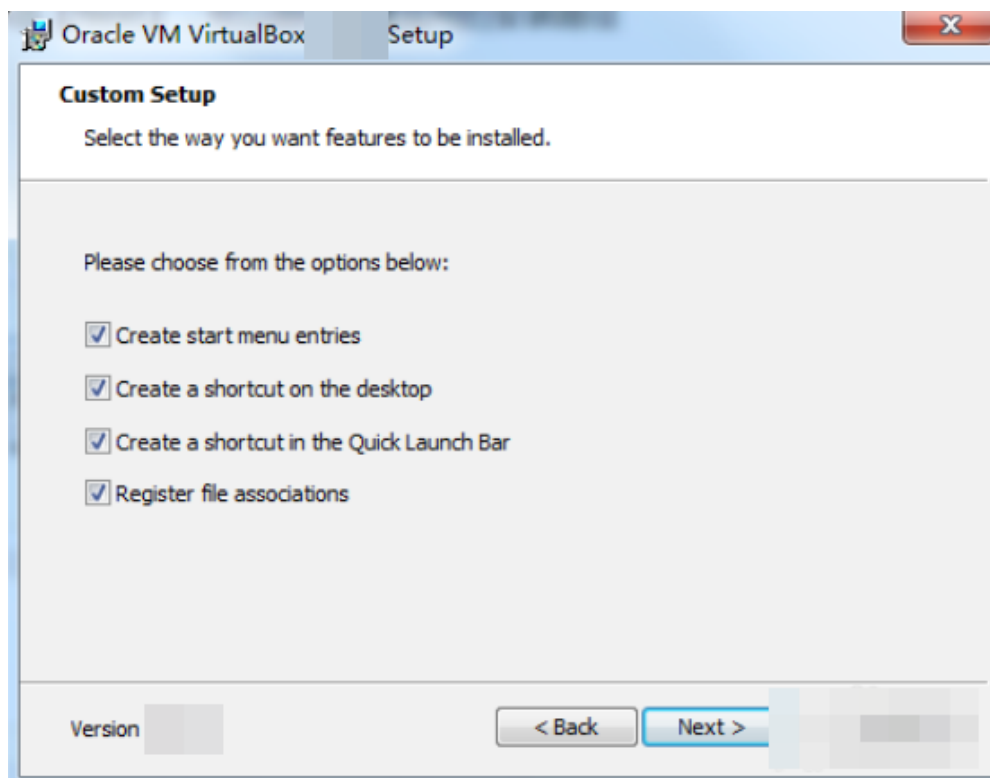 Oracle VM VirtualBox Setup
Custom Setup
Select the way you want features to be installed.
Please choose from the options below:
Create start menu entries
Create a shortcut on the desktop
Create a shortcut in the Quick Launch Bar
Register file associations
Version
< Back Next >